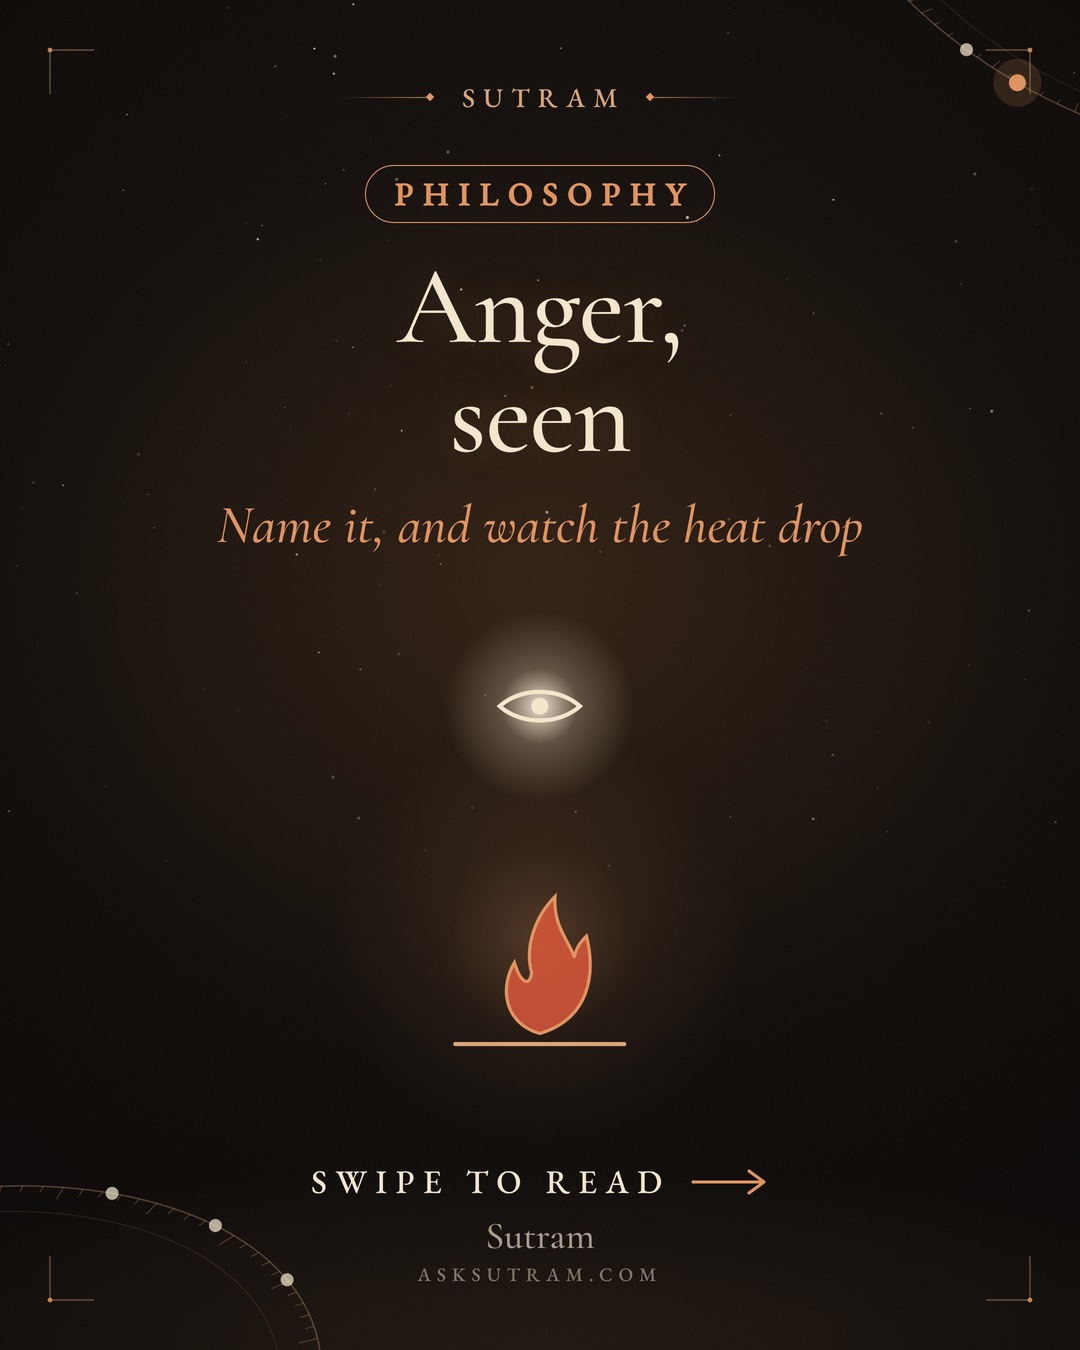 SUTRAM
PHILOSOPHY
Anger,
seen
Name it, and watch the heat drop
SWIPE TO READ
Sutram
ASKSUTRAM.COM